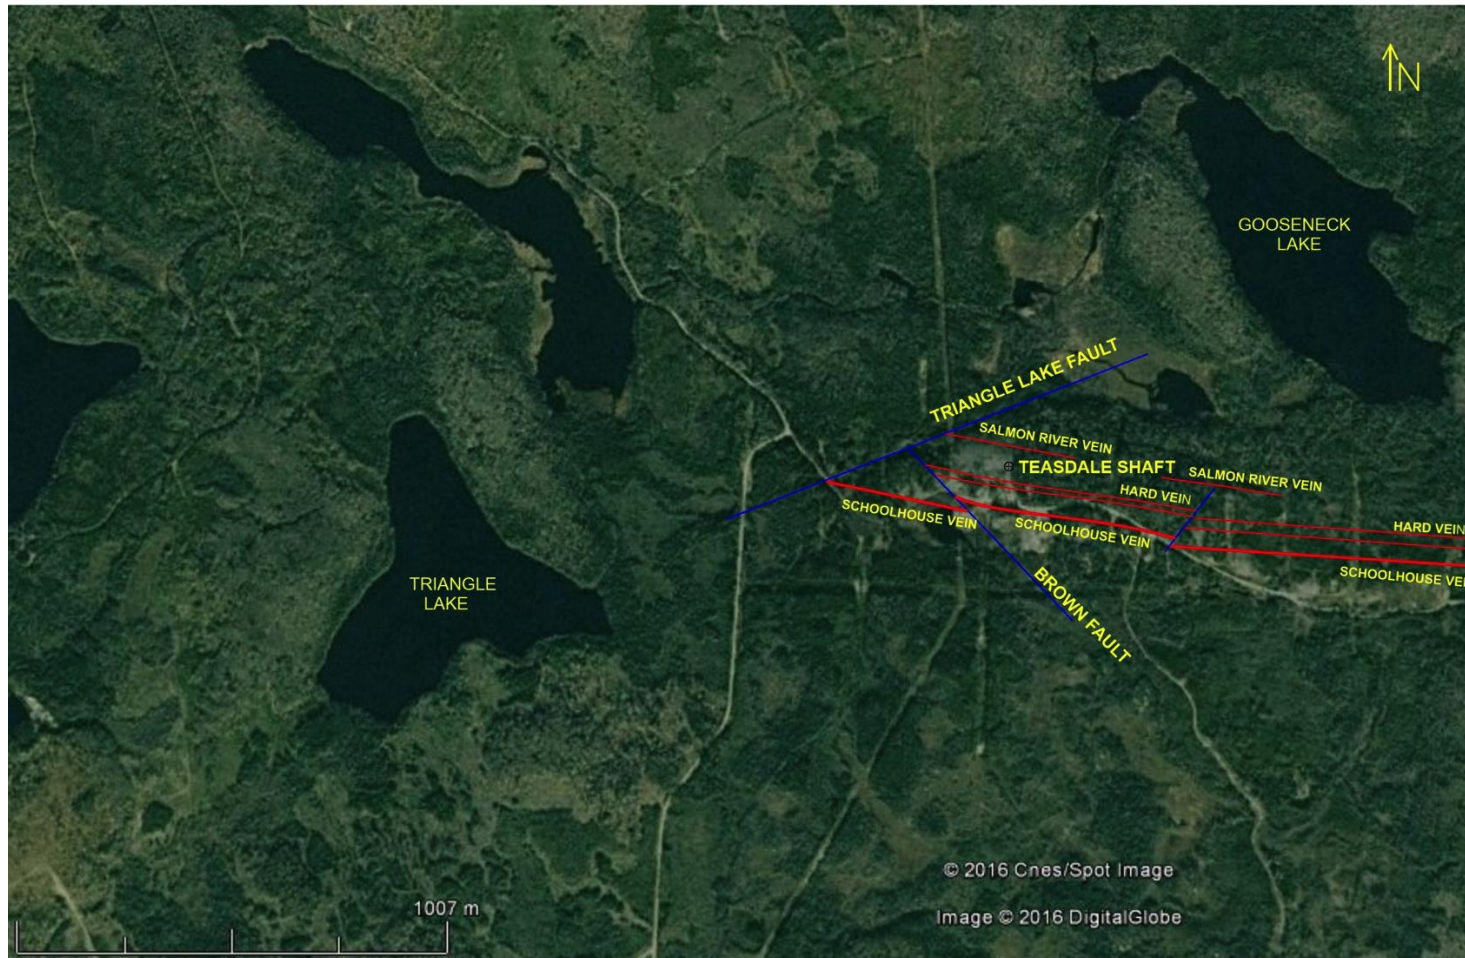 N
GOOSENECK
LAKE
TRIANGLE LAKE FAULT
SALMON RIVER VEIN
TEASDALE SHAFT
SALMON RIVER VEIN
HARD VEIN
SCHOOLHOUSE VEIN
SCHOOLHOUSE VEIN
HARD VEIN
SCHOOLHOUSE VEI
BROWN FAULT
TRIANGLE
LAKE
© 2016 Cnes/Spot Image
1007 m
Image © 2016 DigitalGlobe